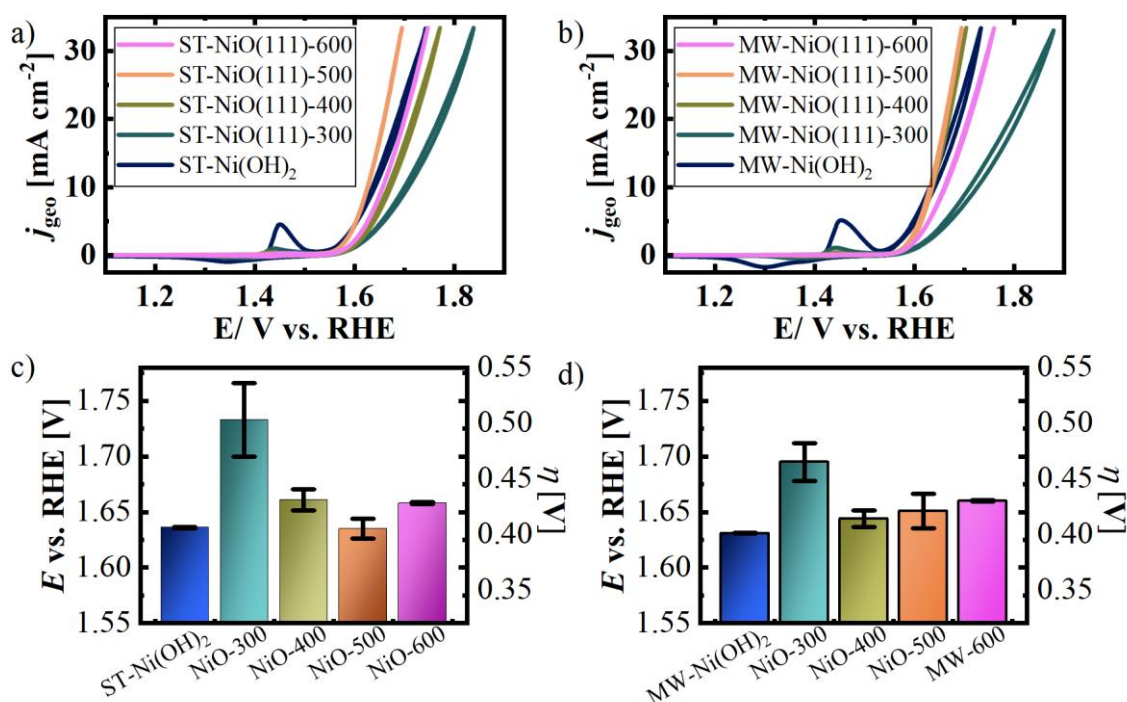 a)
j_geo [mA cm⁻²]
30
20
10
0
ST-NiO(111)-600
ST-NiO(111)-500
ST-NiO(111)-400
ST-NiO(111)-300
ST-Ni(OH)₂
1.2 1.4 1.6 1.8
E/ V vs. RHE
b)
j_geo [mA cm⁻²]
30
20
10
0
MW-NiO(111)-600
MW-NiO(111)-500
MW-NiO(111)-400
MW-NiO(111)-300
MW-Ni(OH)₂
1.2 1.4 1.6 1.8
E/ V vs. RHE
c)
E vs. RHE [V]
1.75
1.70
1.65
1.60
1.55
0.55
0.50
0.45
0.40
0.35
η [V]
ST-Ni(OH)₂
NiO-300
NiO-400
NiO-500
NiO-600
d)
E vs. RHE [V]
1.75
1.70
1.65
1.60
1.55
0.55
0.50
0.45
0.40
0.35
η [V]
MW-Ni(OH)₂
NiO-300
NiO-400
NiO-500
MW-600